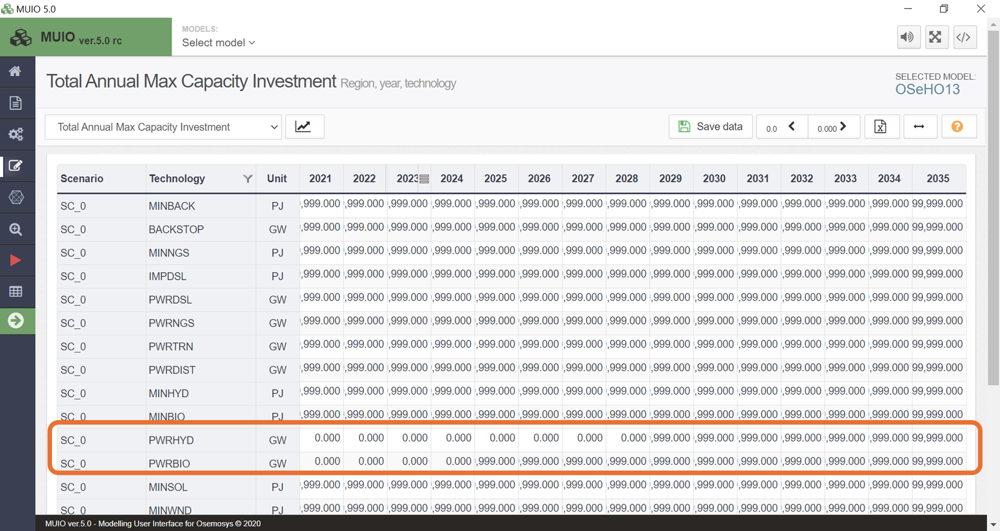 MUIO 5.0
MUIO ver.5.0 rc
MODELS:
Select model
Total Annual Max Capacity Investment Region, year, technology
SELECTED MODEL:
OSeHO13
Total Annual Max Capacity Investment
Save data 0.0 0.000
Scenario Technology Unit 2021 2022 2023 2024 2025 2026 2027 2028 2029 2030 2031 2032 2033 2034 2035
SC_0 MINBACK PJ ,999.000 ,999.000 ,999.000 ,999.000 ,999.000 ,999.000 ,999.000 ,999.000 ,999.000 ,999.000 ,999.000 ,999.000 ,999.000 ,999.000 99,999.000
SC_0 BACKSTOP GW ,999.000 ,999.000 ,999.000 ,999.000 ,999.000 ,999.000 ,999.000 ,999.000 ,999.000 ,999.000 ,999.000 ,999.000 ,999.000 ,999.000 99,999.000
SC_0 MINNGS PJ ,999.000 ,999.000 ,999.000 ,999.000 ,999.000 ,999.000 ,999.000 ,999.000 ,999.000 ,999.000 ,999.000 ,999.000 ,999.000 ,999.000 99,999.000
SC_0 IMPDSL PJ ,999.000 ,999.000 ,999.000 ,999.000 ,999.000 ,999.000 ,999.000 ,999.000 ,999.000 ,999.000 ,999.000 ,999.000 ,999.000 ,999.000 99,999.000
SC_0 PWRDSL GW ,999.000 ,999.000 ,999.000 ,999.000 ,999.000 ,999.000 ,999.000 ,999.000 ,999.000 ,999.000 ,999.000 ,999.000 ,999.000 ,999.000 99,999.000
SC_0 PWRNGS GW ,999.000 ,999.000 ,999.000 ,999.000 ,999.000 ,999.000 ,999.000 ,999.000 ,999.000 ,999.000 ,999.000 ,999.000 ,999.000 ,999.000 99,999.000
SC_0 PWRTRN GW ,999.000 ,999.000 ,999.000 ,999.000 ,999.000 ,999.000 ,999.000 ,999.000 ,999.000 ,999.000 ,999.000 ,999.000 ,999.000 ,999.000 99,999.000
SC_0 PWRDIST GW ,999.000 ,999.000 ,999.000 ,999.000 ,999.000 ,999.000 ,999.000 ,999.000 ,999.000 ,999.000 ,999.000 ,999.000 ,999.000 ,999.000 99,999.000
SC_0 MINHYD PJ ,999.000 ,999.000 ,999.000 ,999.000 ,999.000 ,999.000 ,999.000 ,999.000 ,999.000 ,999.000 ,999.000 ,999.000 ,999.000 ,999.000 99,999.000
SC_0 MINBIO PJ ,999.000 ,999.000 ,999.000 ,999.000 ,999.000 ,999.000 ,999.000 ,999.000 ,999.000 ,999.000 ,999.000 ,999.000 ,999.000 ,999.000 99,999.000
SC_0 PWRHYD GW 0.000 0.000 0.000 0.000 0.000 0.000 0.000 0.000 ,999.000 ,999.000 ,999.000 ,999.000 ,999.000 ,999.000 99,999.000
SC_0 PWRBIO GW 0.000 0.000 0.000 0.000 ,999.000 ,999.000 ,999.000 ,999.000 ,999.000 ,999.000 ,999.000 ,999.000 ,999.000 ,999.000 99,999.000
SC_0 MINSOL PJ ,999.000 ,999.000 ,999.000 ,999.000 ,999.000 ,999.000 ,999.000 ,999.000 ,999.000 ,999.000 ,999.000 ,999.000 ,999.000 ,999.000 99,999.000
SC_0 MINWND PJ ,999.000 ,999.000 ,999.000 ,999.000 ,999.000 ,999.000 ,999.000 ,999.000 ,999.000 ,999.000 ,999.000 ,999.000 ,999.000 ,999.000 99,999.000
MUIO ver.5.0 - Modelling User Interface for Osemosys © 2020